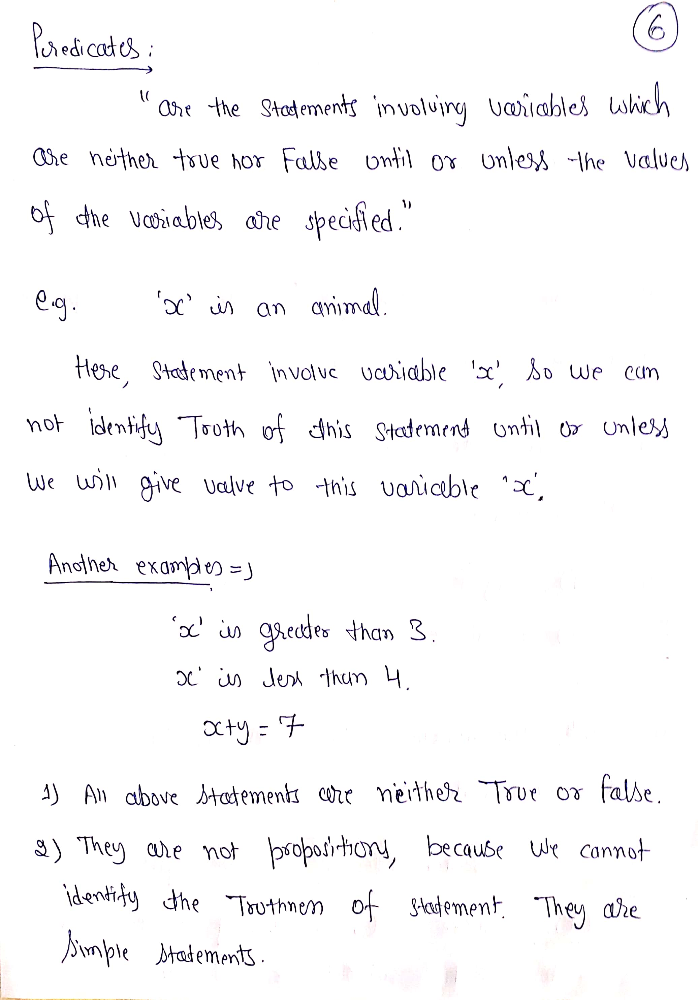 6
Predicates:
" are the statements involving variables which
are neither true nor False until or unless the values
of the variables are specified."
e.g. 'x' is an animal.
Here, Statement involve variable 'x', so we can
not identify Truth of this statement until or unless
we will give value to this variable 'x'.
Another examples =>
'x' is greater than 3.
x' is less than 4.
x+y = 7
1) All above statements are neither True or false.
2) They are not propositions, because we cannot
identify the Truthness of statement. They are
simple statements.